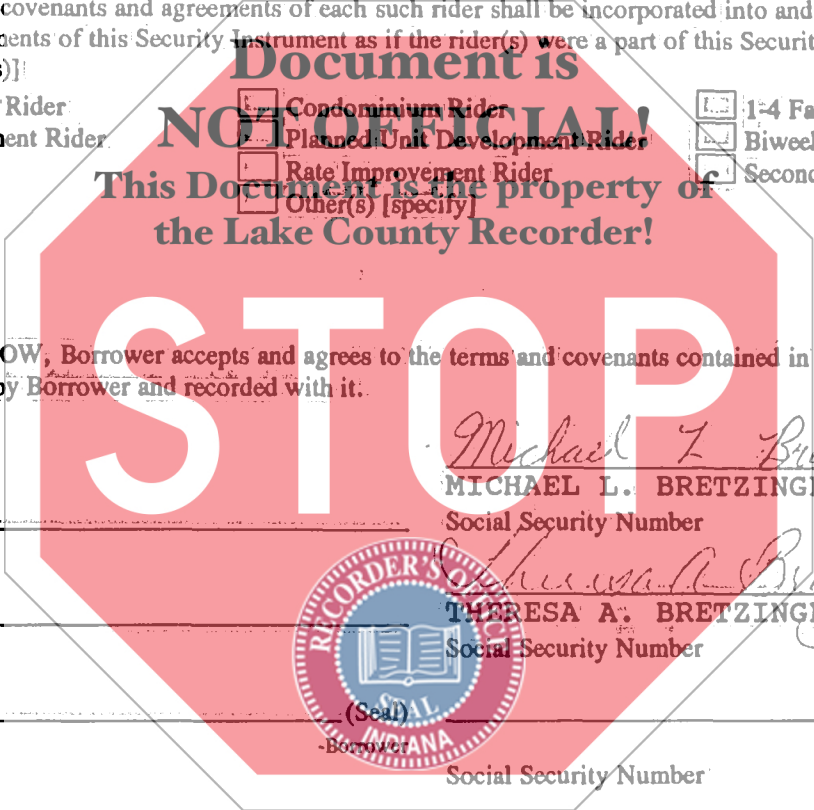 covenants and agreements of each such rider shall be incorporated into and
ents of this Security Instrument as if the rider(s) were a part of this Securit
)]
Document is
Rider Condominium Rider 1-4 Fa
NOT OFFICIAL!
ent Rider Planned Unit Development Rider Biweel
Rate Improvement Rider Second
This Document is the property of
Other(s) [specify]
the Lake County Recorder!
STOP
OW, Borrower accepts and agrees to the terms and covenants contained in
y Borrower and recorded with it.
Michael L Br
MICHAEL L. BRETZING
Social Security Number
Theresa A Br
THERESA A. BRETZING
Social Security Number
RECORDER'S OFFICE
SEAL
INDIANA
(Seal)
-Borrower
Social Security Number